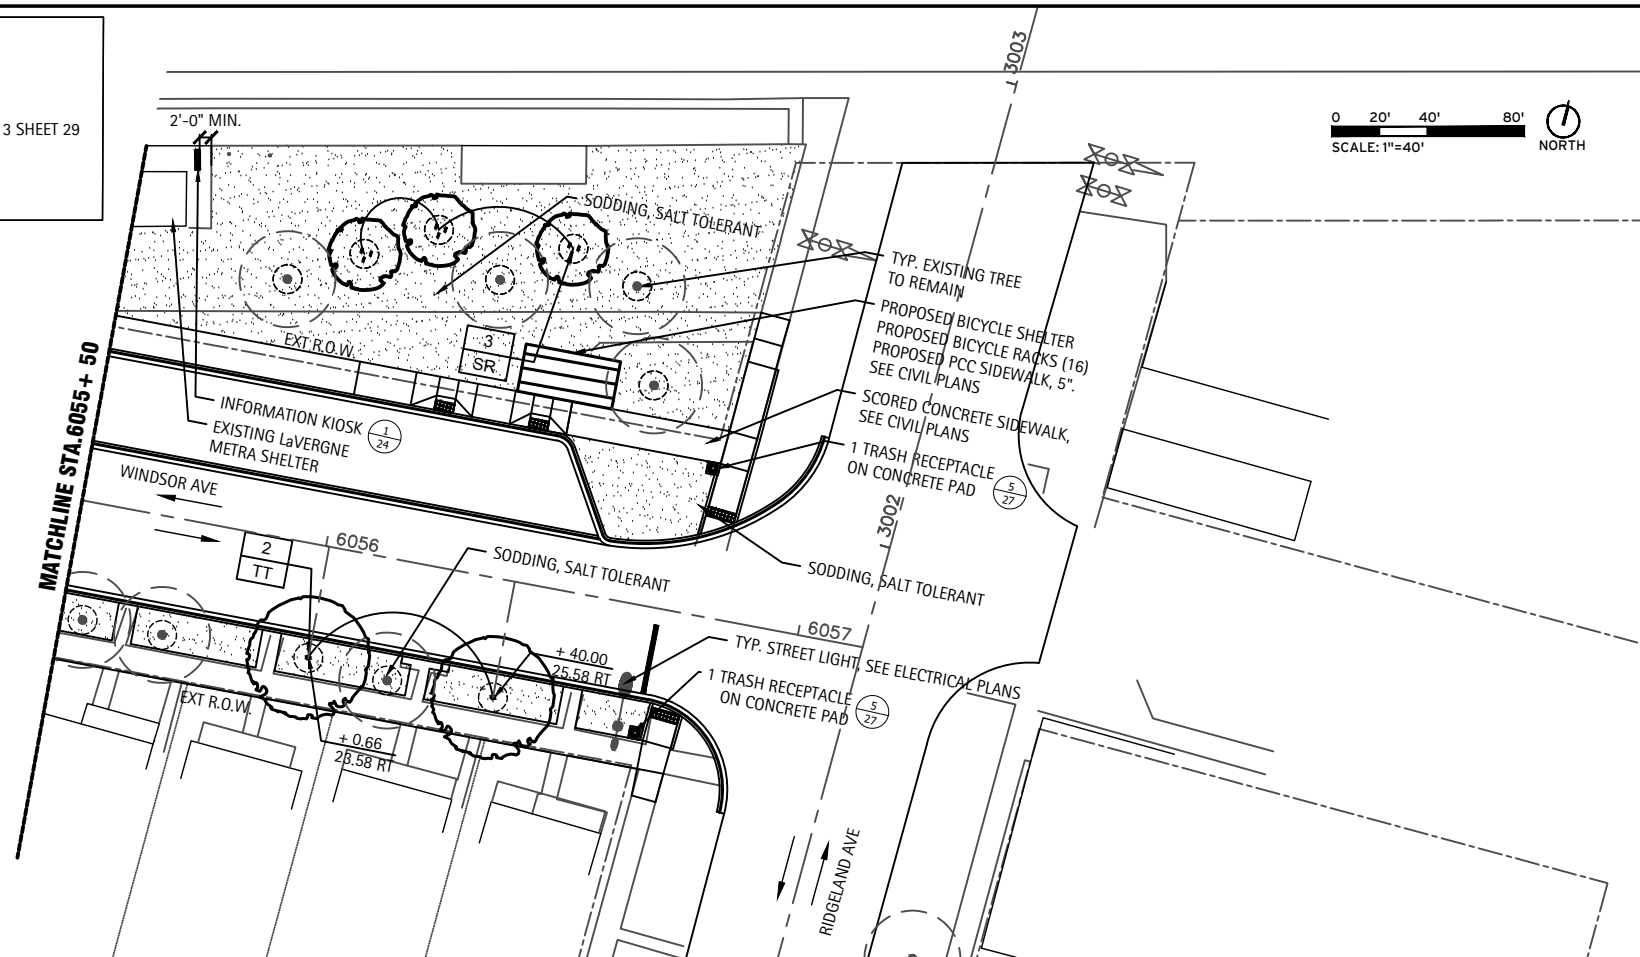 3 SHEET 29
2'-0" MIN.
3003
0 20' 40' 80'
SCALE: 1"=40'
NORTH
SODDING, SALT TOLERANT
TYP. EXISTING TREE
TO REMAIN
PROPOSED BICYCLE SHELTER
PROPOSED BICYCLE RACKS (16)
PROPOSED PCC SIDEWALK, 5".
SEE CIVIL PLANS
3
SR
EXT R.O.W.
MATCHLINE STA.6055+50
INFORMATION KIOSK
1
24
EXISTING LaVERGNE
METRA SHELTER
SCORED CONCRETE SIDEWALK,
SEE CIVIL PLANS
1 TRASH RECEPTACLE
ON CONCRETE PAD
5
27
WINDSOR AVE
3002
2
TT
6056
SODDING, SALT TOLERANT
SODDING, SALT TOLERANT
6057
TYP. STREET LIGHT, SEE ELECTRICAL PLANS
+ 40.00
25.58 RT
1 TRASH RECEPTACLE
ON CONCRETE PAD
5
27
EXT R.O.W.
+ 0.66
23.58 RT
RIDGELAND AVE